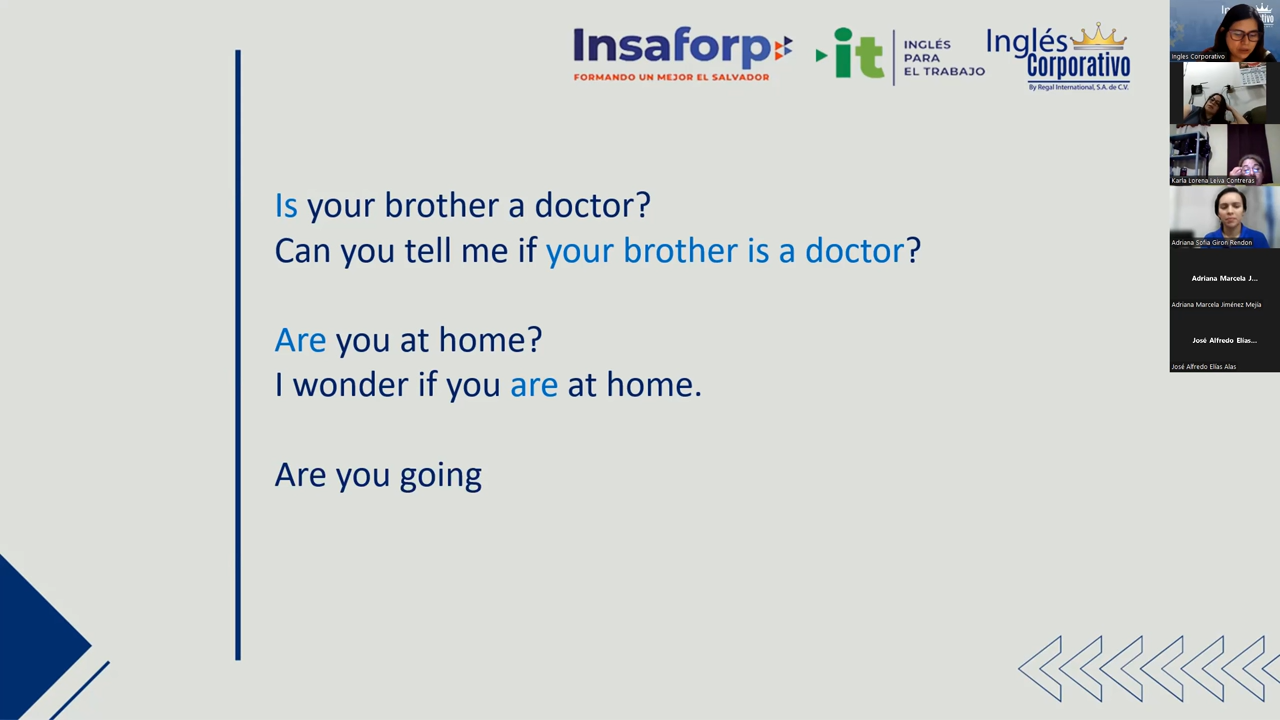 Insaforp
FORMANDO UN MEJOR EL SALVADOR
it
INGLÉS
PARA
EL TRABAJO
Inglés
Corporativo
By Regal International, S.A. de C.V.
Is your brother a doctor?
Can you tell me if your brother is a doctor?
Are you at home?
I wonder if you are at home.
Are you going
Ingles Corporativo
Karla Lorena Leiva Contreras
Adriana Sofia Giron Rendon
Adriana Marcela J...
Adriana Marcela Jiménez Mejía
José Alfredo Elías...
José Alfredo Elías Alas